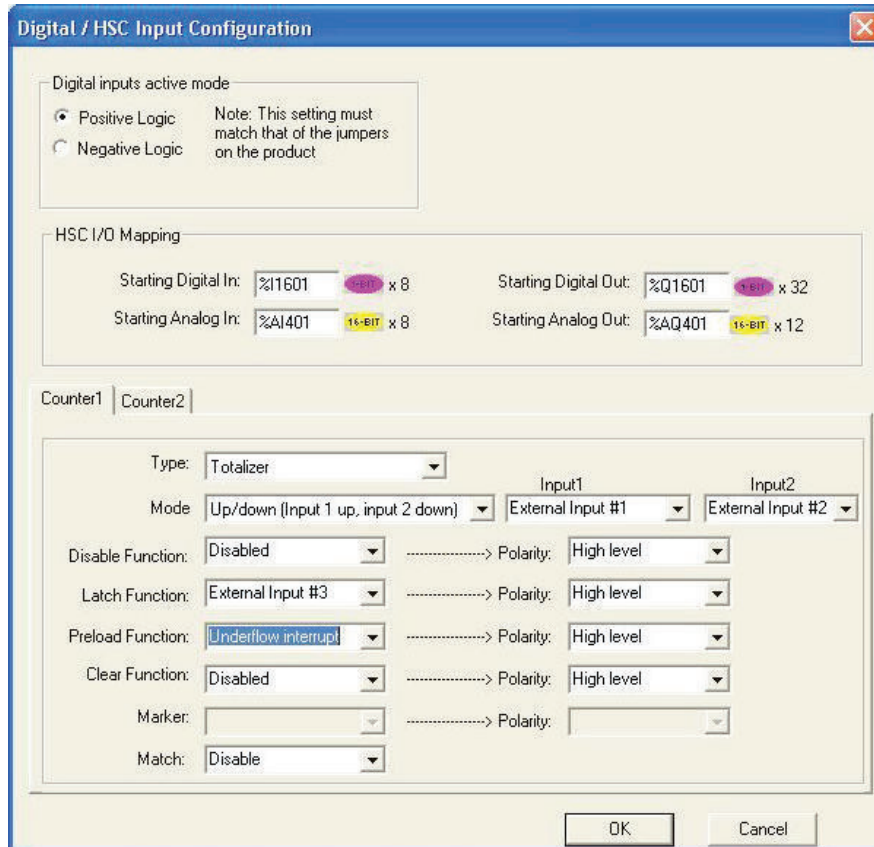 Digital / HSC Input Configuration
Digital inputs active mode
Positive Logic
Negative Logic
Note: This setting must
match that of the jumpers
on the product
HSC I/O Mapping
Starting Digital In: %I1601 1-BIT x 8
Starting Digital Out: %Q1601 1-BIT x 32
Starting Analog In: %AI401 16-BIT x 8
Starting Analog Out: %AQ401 16-BIT x 12
Counter1 Counter2
Type: Totalizer
Input1 Input2
Mode Up/down (Input 1 up, input 2 down) External Input #1 External Input #2
Disable Function: Disabled -----------------> Polarity: High level
Latch Function: External Input #3 -----------------> Polarity: High level
Preload Function: Underflow interrupt -----------------> Polarity: High level
Clear Function: Disabled -----------------> Polarity: High level
Marker: -----------------> Polarity:
Match: Disable
OK Cancel